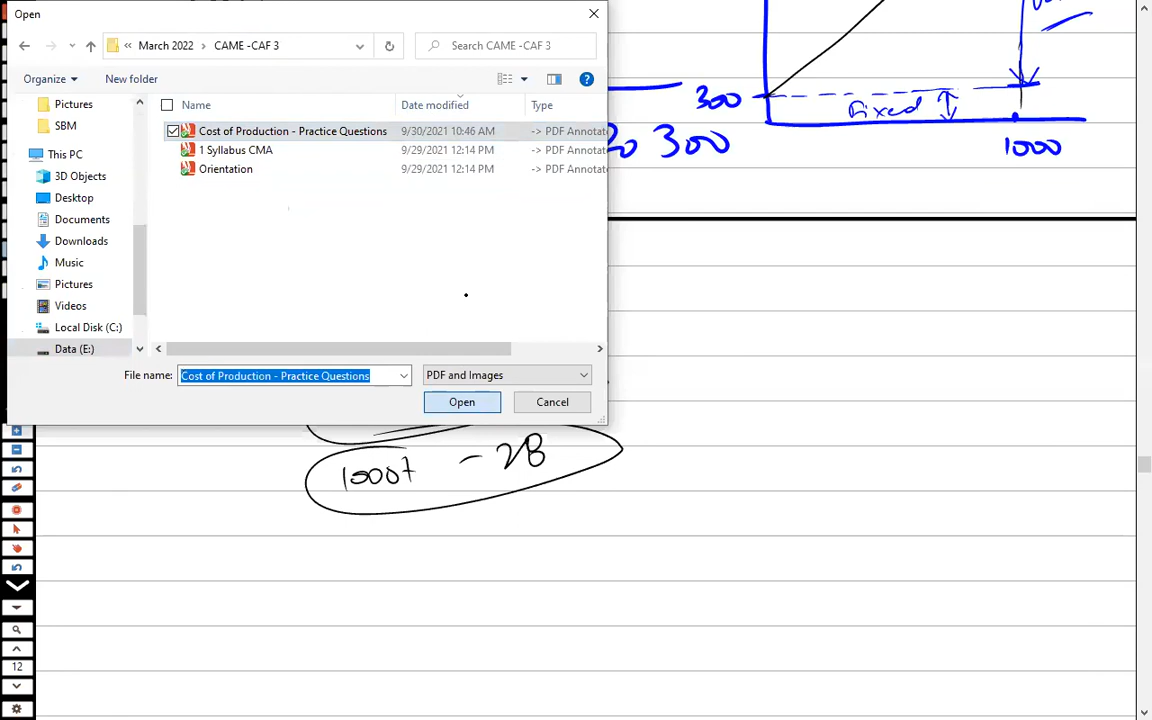 Open
« March 2022 > CAME -CAF 3
Search CAME -CAF 3
Organize
New folder
Pictures
SBM
This PC
3D Objects
Desktop
Documents
Downloads
Music
Pictures
Videos
Local Disk (C:)
Data (E:)
Name
Date modified
Type
Cost of Production - Practice Questions 9/30/2021 10:46 AM -> PDF Annotat
1 Syllabus CMA 9/29/2021 12:14 PM -> PDF Annotat
Orientation 9/29/2021 12:14 PM -> PDF Annotat
File name: Cost of Production - Practice Questions
PDF and Images
Open
Cancel
300
fixed
300
1000
1000+ - 28
12